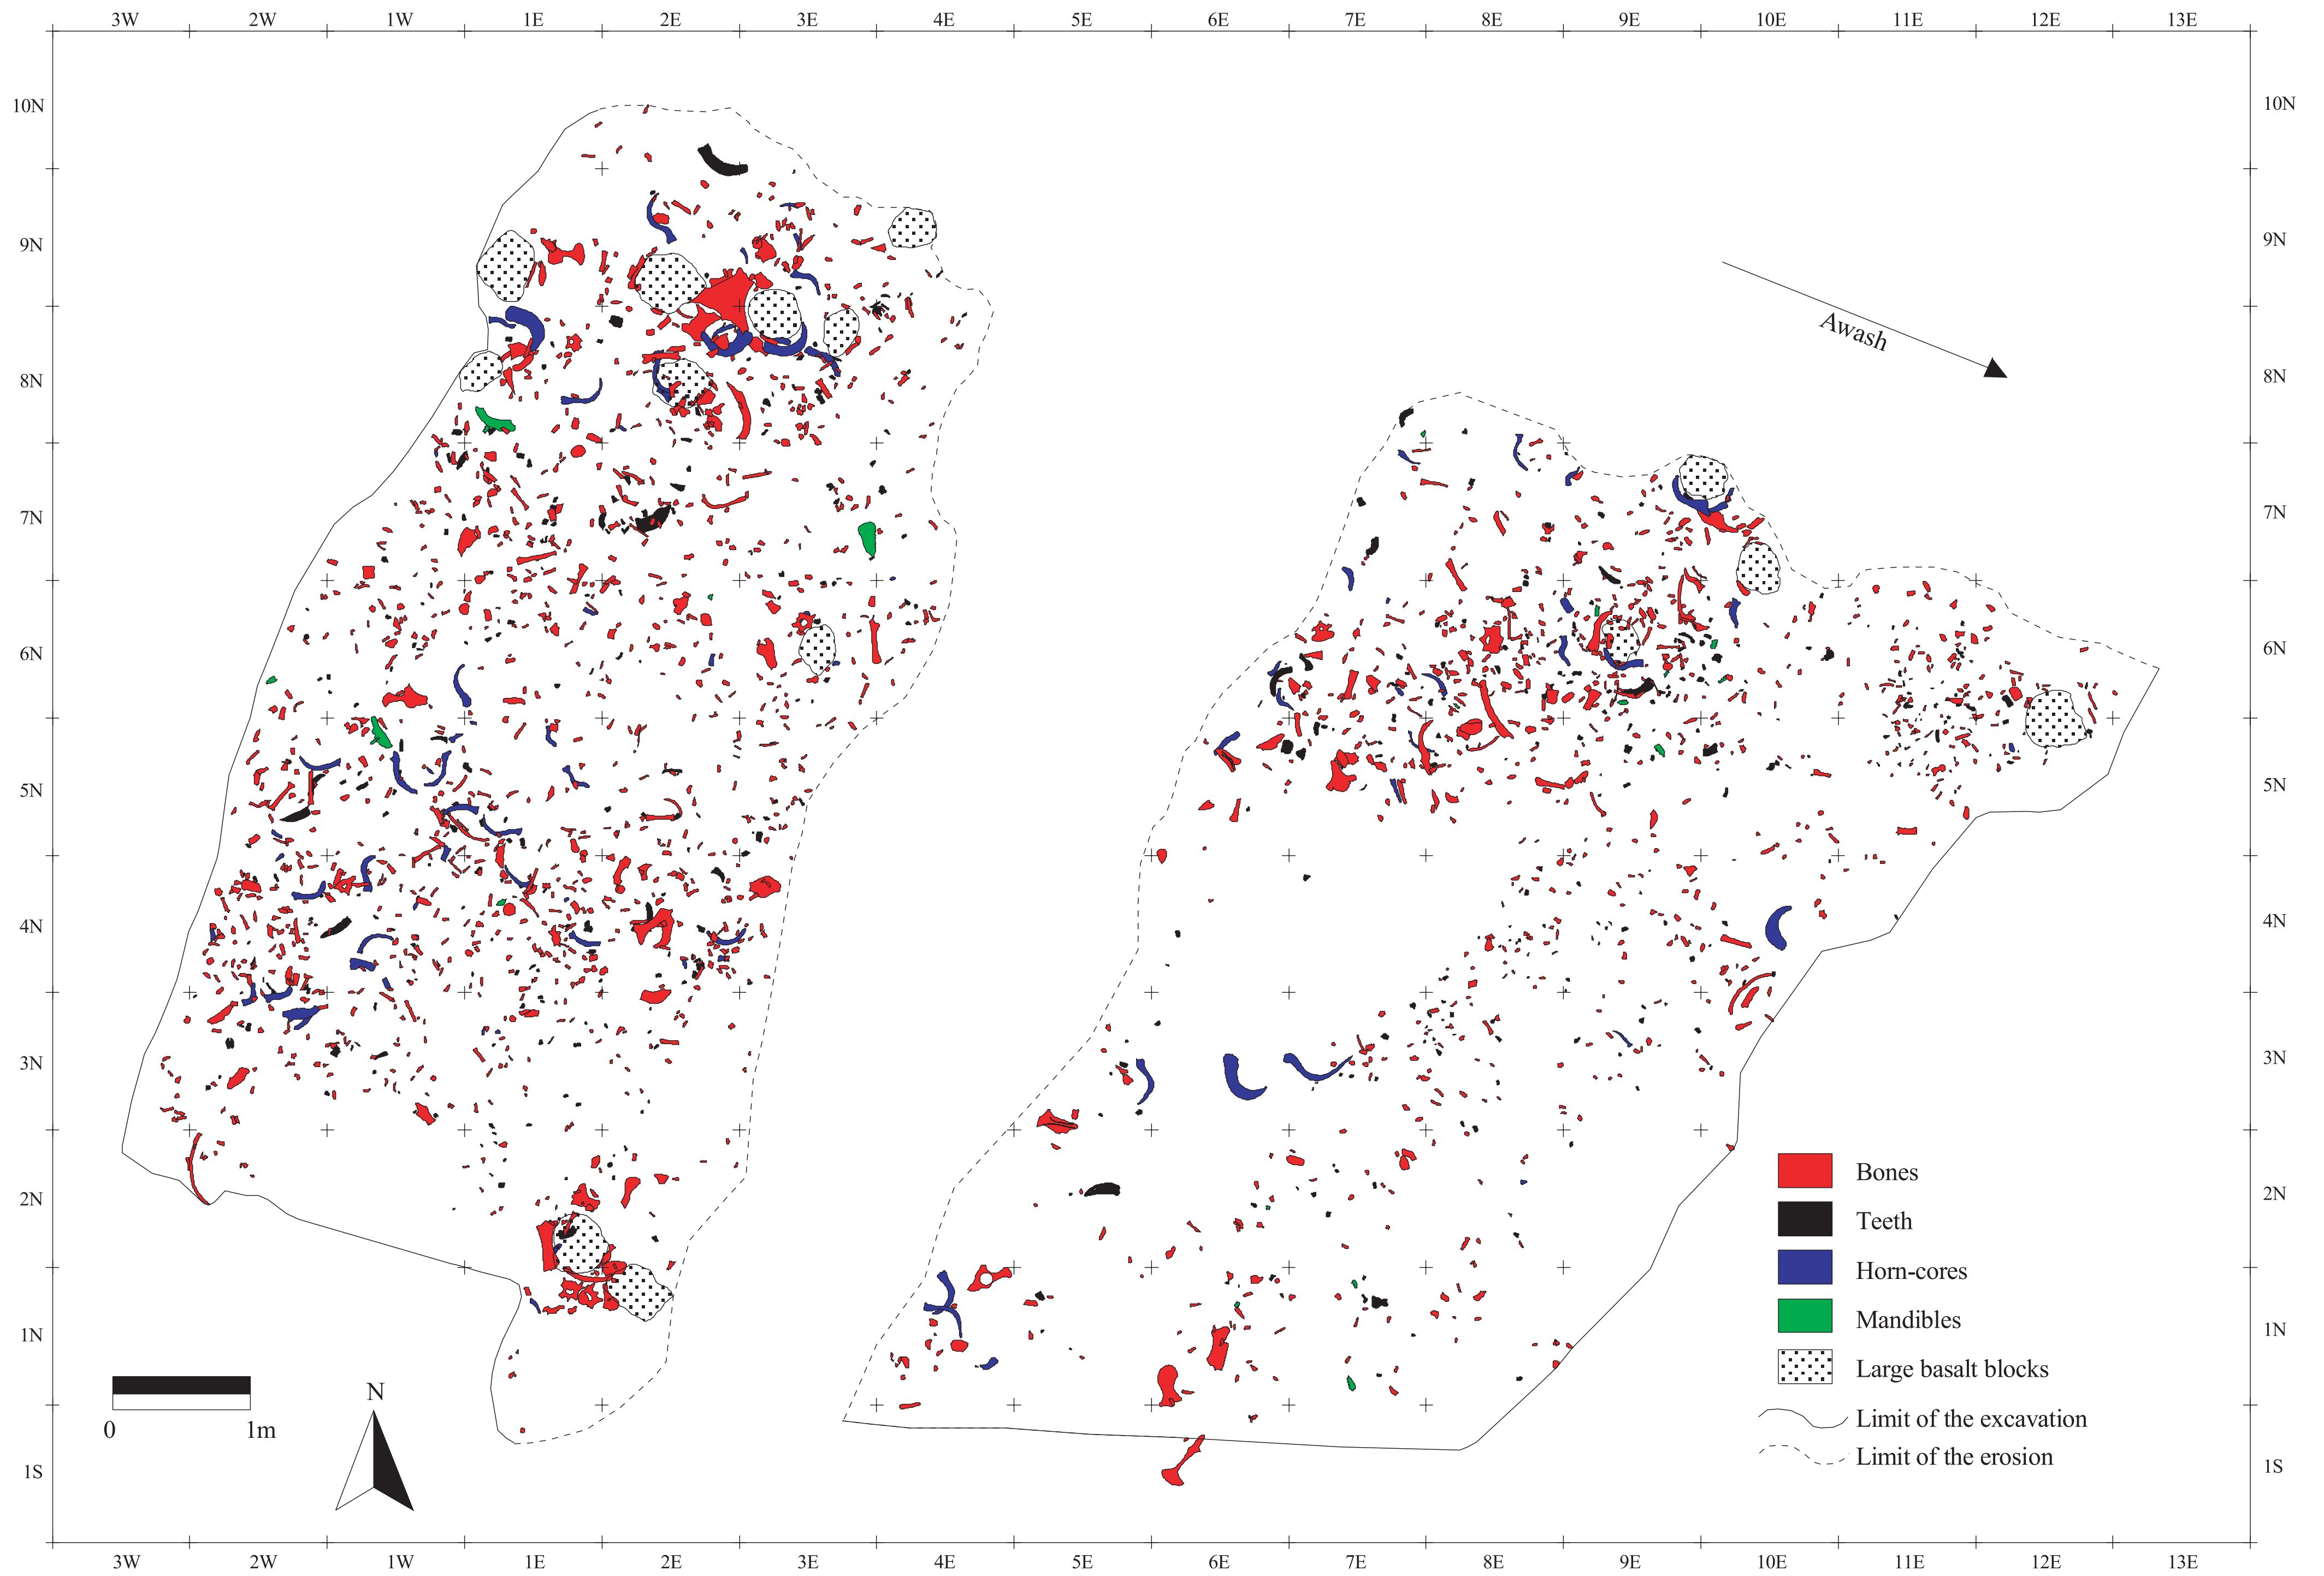 3W 2W 1W 1E 2E 3E 4E 5E 6E 7E 8E 9E 10E 11E 12E 13E
10N 10N
9N 9N
Awash
8N 8N
7N 7N
6N 6N
5N 5N
4N 4N
3N 3N
Bones
2N 2N
Teeth
Horn-cores
Mandibles
1N 1N
Large basalt blocks
N
0 1m
Limit of the excavation
Limit of the erosion
1S 1S
3W 2W 1W 1E 2E 3E 4E 5E 6E 7E 8E 9E 10E 11E 12E 13E